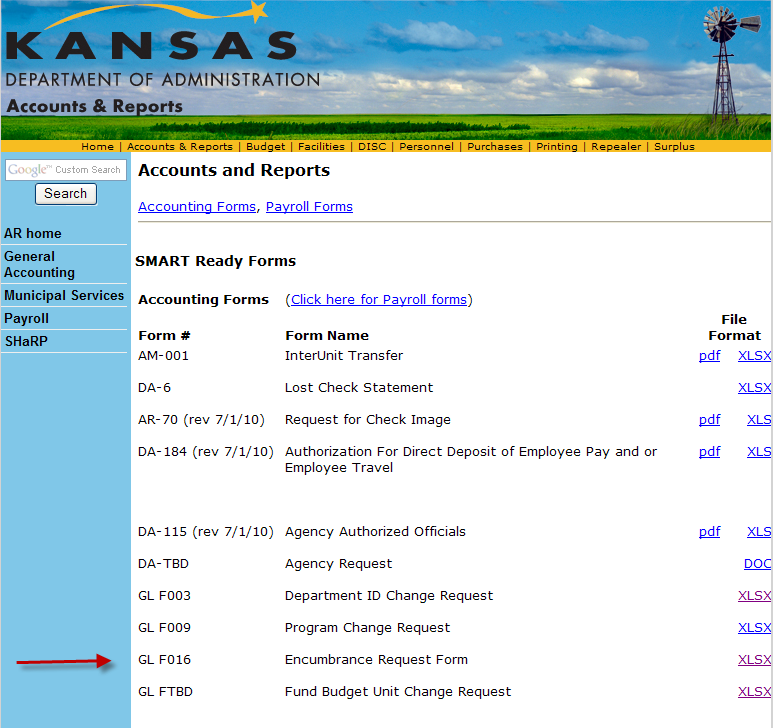 KANSAS
DEPARTMENT OF ADMINISTRATION
Accounts & Reports
Home | Accounts & Reports | Budget | Facilities | DISC | Personnel | Purchases | Printing | Repealer | Surplus
Google™ Custom Search
Search
AR home
General
Accounting
Municipal Services
Payroll
SHaRP
Accounts and Reports
Accounting Forms, Payroll Forms
SMART Ready Forms
Accounting Forms (Click here for Payroll forms)
File
Form # Form Name Format
AM-001 InterUnit Transfer pdf XLSX
DA-6 Lost Check Statement XLSX
AR-70 (rev 7/1/10) Request for Check Image pdf XLS
DA-184 (rev 7/1/10) Authorization For Direct Deposit of Employee Pay and or pdf XLS
Employee Travel
DA-115 (rev 7/1/10) Agency Authorized Officials pdf XLS
DA-TBD Agency Request DOC
GL F003 Department ID Change Request XLSX
GL F009 Program Change Request XLSX
GL F016 Encumbrance Request Form XLSX
GL FTBD Fund Budget Unit Change Request XLSX